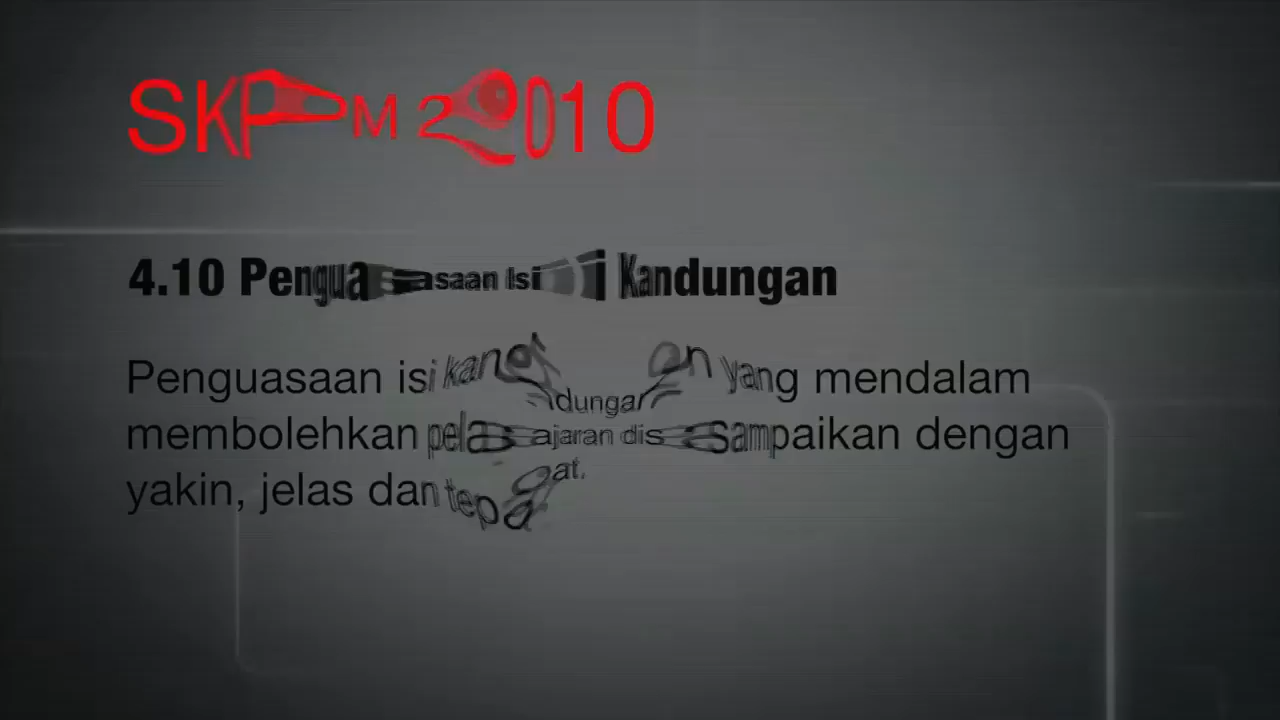 SKPM 2010
4.10 Penguasaan Isi Kandungan
Penguasaan isi kandungan yang mendalam
membolehkan pelajaran disampaikan dengan
yakin, jelas dan tepat.